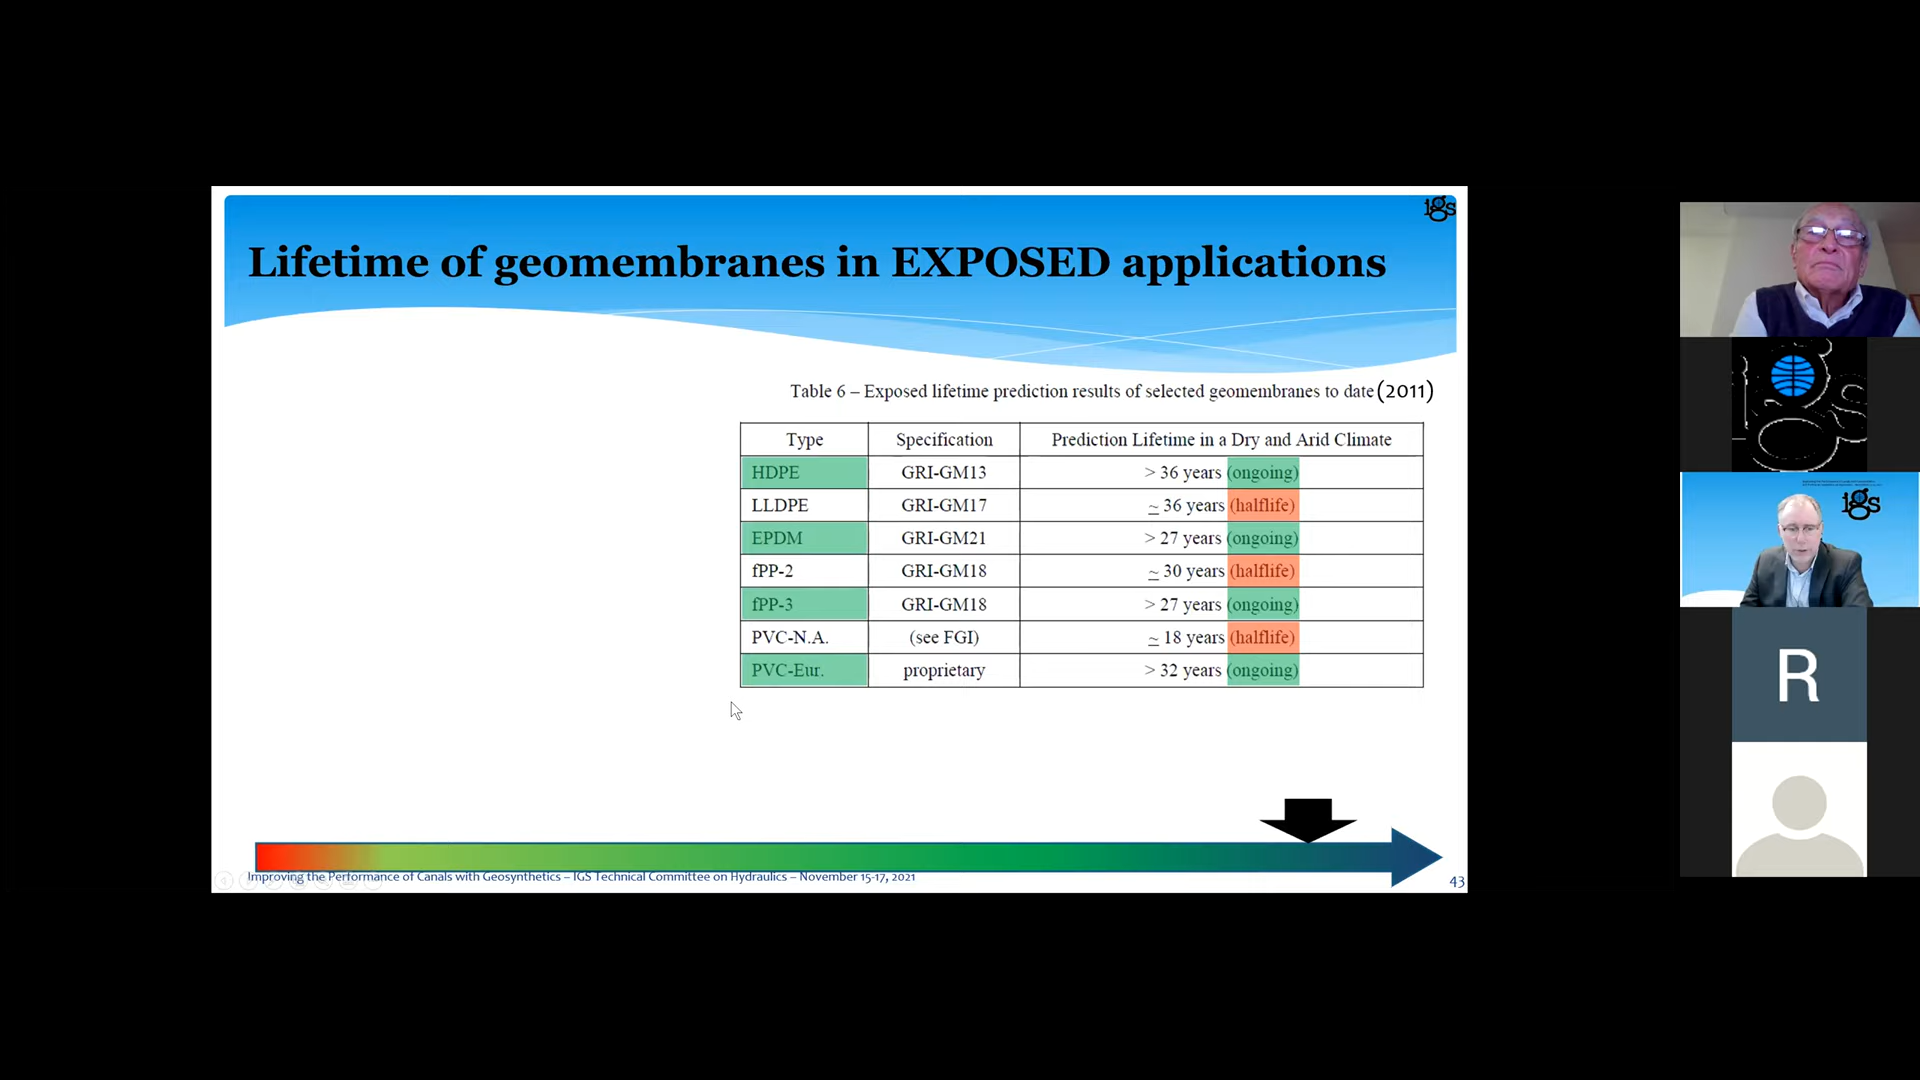 igs
Lifetime of geomembranes in EXPOSED applications
Table 6 – Exposed lifetime prediction results of selected geomembranes to date (2011)
Type Specification Prediction Lifetime in a Dry and Arid Climate
HDPE GRI-GM13 > 36 years (ongoing)
LLDPE GRI-GM17 ~ 36 years (halflife)
EPDM GRI-GM21 > 27 years (ongoing)
fPP-2 GRI-GM18 ~ 30 years (halflife)
fPP-3 GRI-GM18 > 27 years (ongoing)
PVC-N.A. (see FGI) ~ 18 years (halflife)
PVC-Eur. proprietary > 32 years (ongoing)
Improving the Performance of Canals with Geosynthetics – IGS Technical Committee on Hydraulics – November 15-17, 2021
43
igs
R